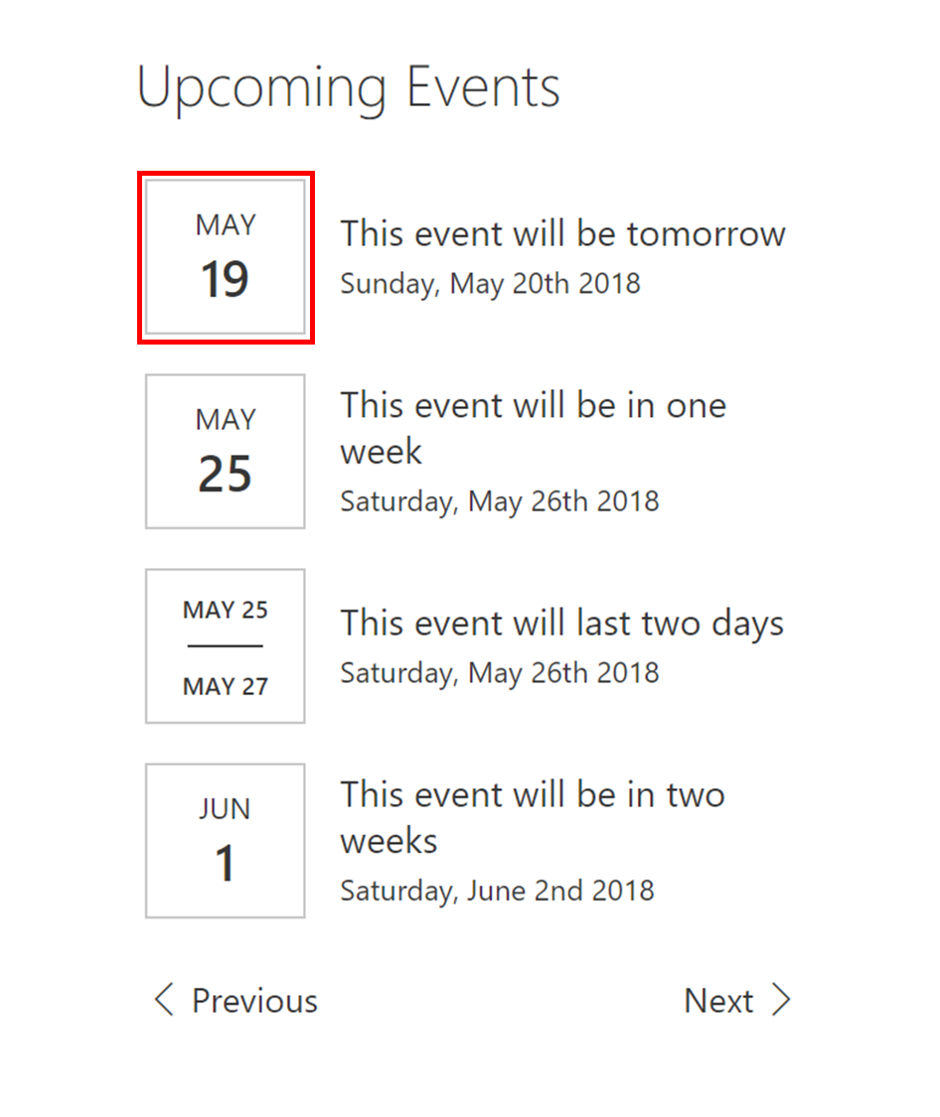 Upcoming Events
MAY
19
This event will be tomorrow
Sunday, May 20th 2018
MAY
25
This event will be in one
week
Saturday, May 26th 2018
MAY 25
MAY 27
This event will last two days
Saturday, May 26th 2018
JUN
1
This event will be in two
weeks
Saturday, June 2nd 2018
Previous
Next